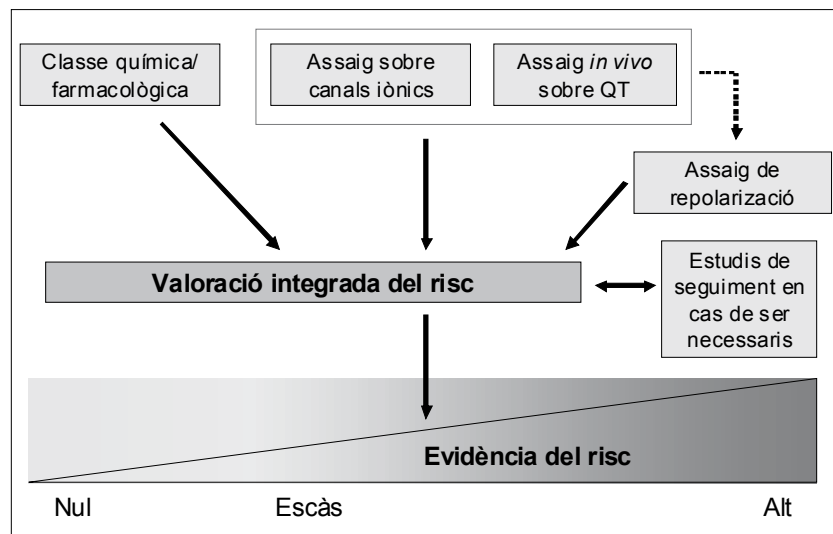 Classe química/
farmacològica
Assaig sobre
canals iònics
Assaig in vivo
sobre QT
Assaig de
repolarizació
Valoració integrada del risc
Estudis de
seguiment en
cas de ser
necessaris
Evidència del risc
Nul
Escàs
Alt